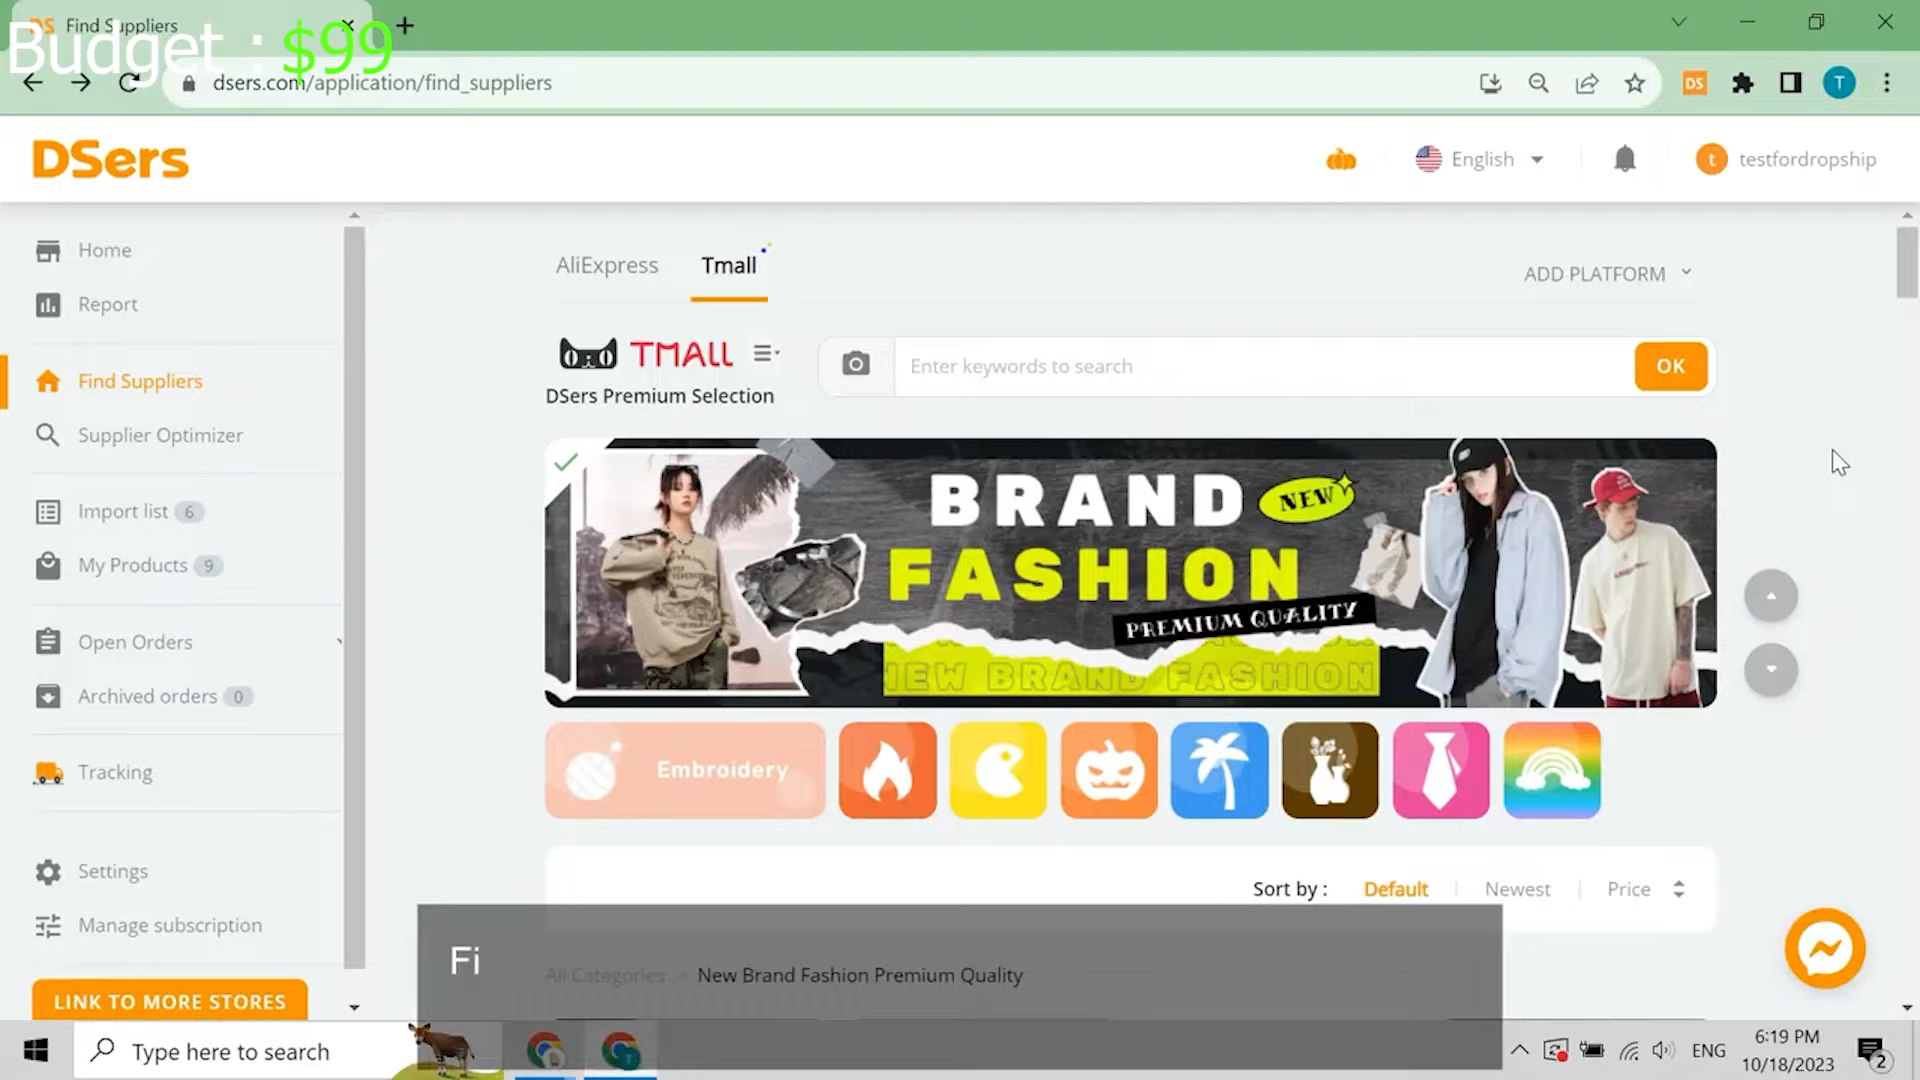 Find Suppliers
Budget : $99
dsers.com/application/find_suppliers
DS
T
DSers
English
t
testfordropship
Home
Report
Find Suppliers
Supplier Optimizer
Import list 6
My Products 9
Open Orders
Archived orders 0
Tracking
Settings
Manage subscription
LINK TO MORE STORES
AliExpress
Tmall
ADD PLATFORM
TMALL
DSers Premium Selection
Enter keywords to search
OK
BRAND
NEW
FASHION
PREMIUM QUALITY
NEW BRAND FASHION
Embroidery
Sort by :
Default
Newest
Price
Fi
All Categories
New Brand Fashion Premium Quality
Type here to search
ENG
6:19 PM
10/18/2023
2